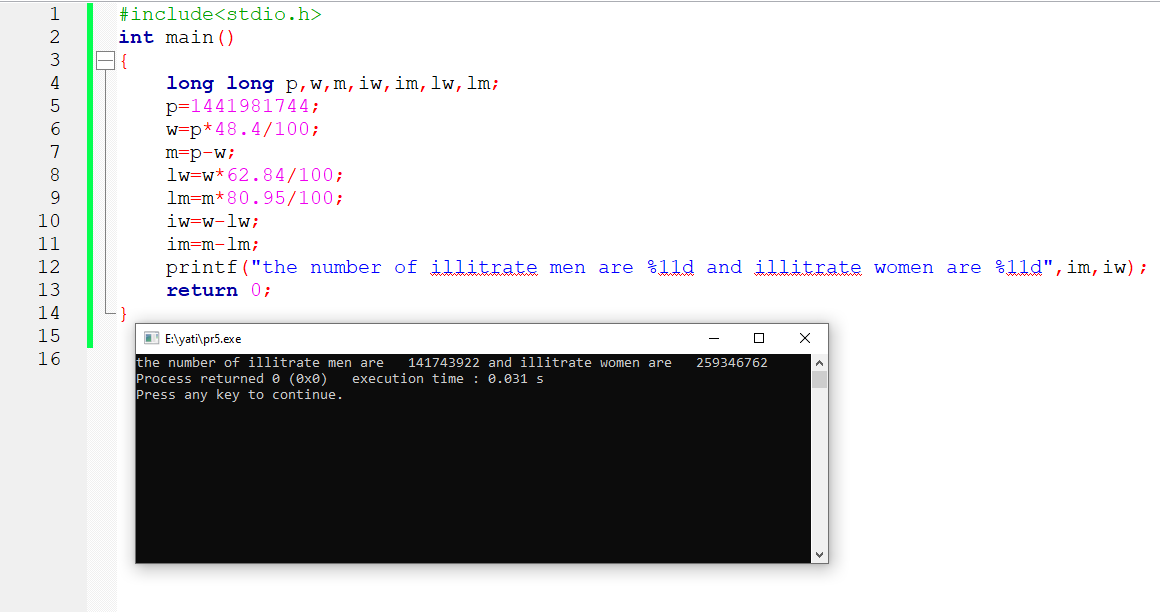 1 #include<stdio.h>
2 int main()
3 {
4 long long p,w,m,iw,im,lw,lm;
5 p=1441981744;
6 w=p*48.4/100;
7 m=p-w;
8 lw=w*62.84/100;
9 lm=m*80.95/100;
10 iw=w-lw;
11 im=m-lm;
12 printf("the number of illitrate men are %11d and illitrate women are %11d",im,iw);
13 return 0;
14 }
15
16
E:\yati\pr5.exe
the number of illitrate men are   141743922 and illitrate women are   259346762
Process returned 0 (0x0)   execution time : 0.031 s
Press any key to continue.